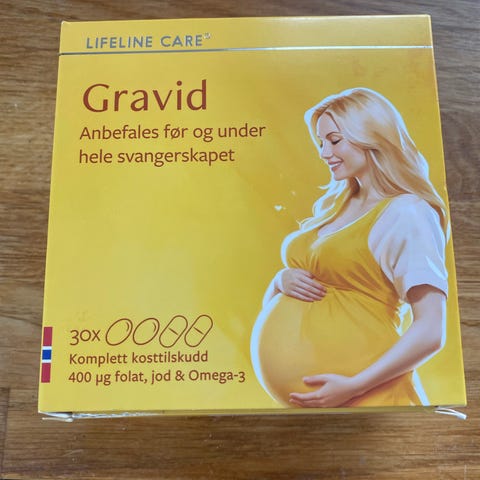 LIFELINE CARE®
Gravid
Anbefales før og under
hele svangerskapet
30x
Komplett kosttilskudd
400 µg folat, jod & Omega-3